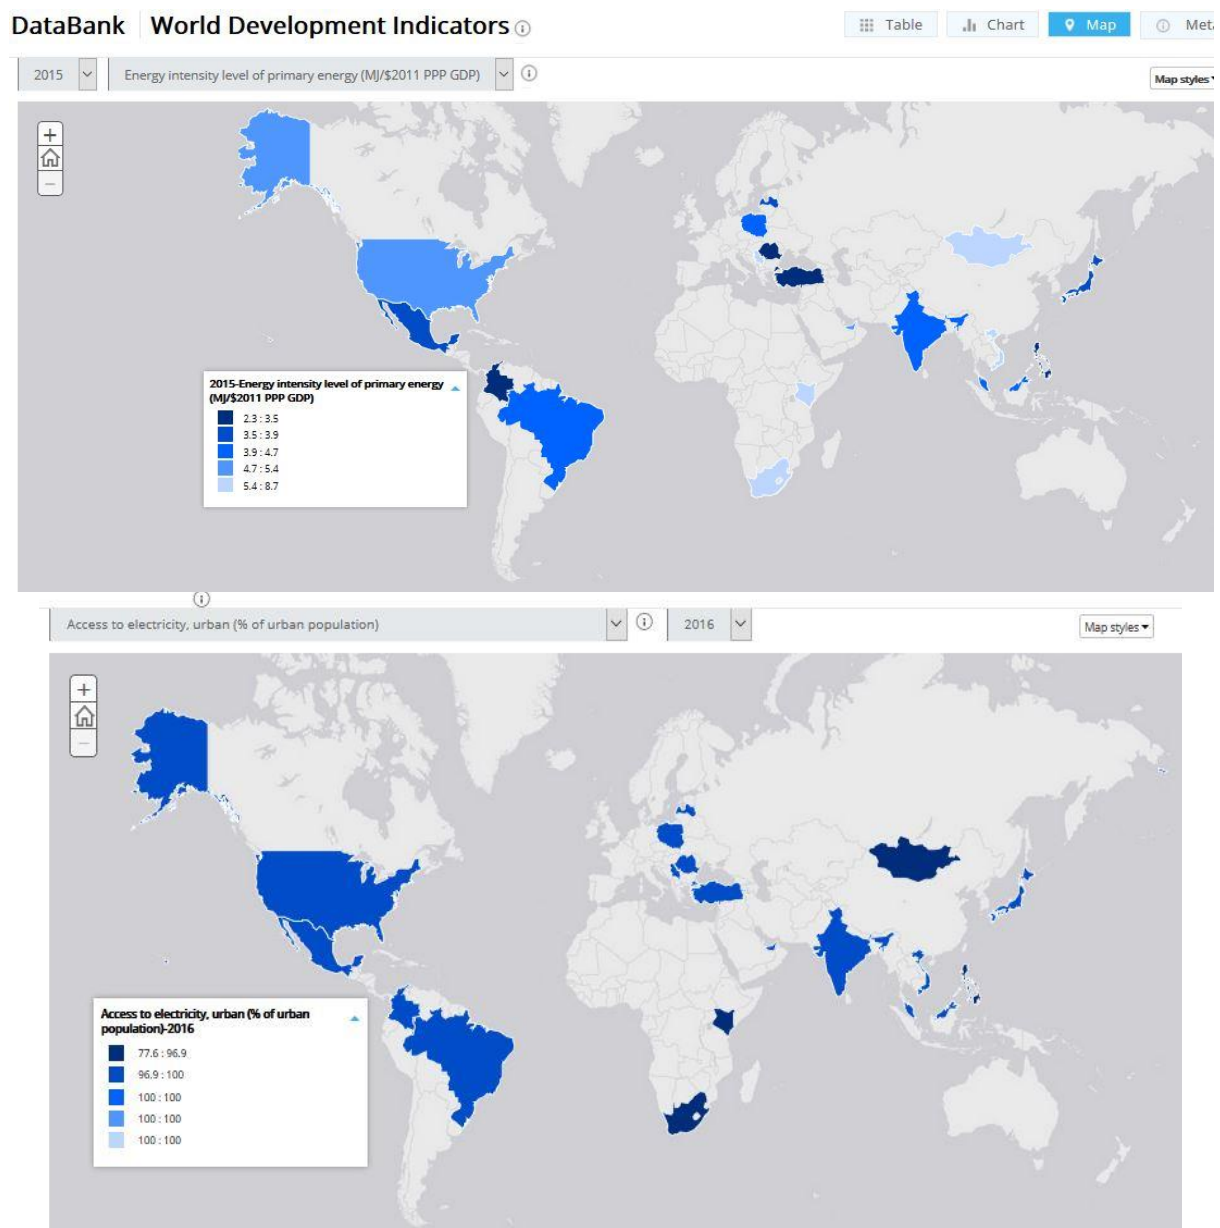 DataBank World Development Indicators
Table Chart Map Meta
2015 Energy intensity level of primary energy (MJ/$2011 PPP GDP)
Map styles
2015-Energy intensity level of primary energy
(MJ/$2011 PPP GDP)
2.3 : 3.5
3.5 : 3.9
3.9 : 4.7
4.7 : 5.4
5.4 : 8.7
Access to electricity, urban (% of urban population) 2016
Map styles
Access to electricity, urban (% of urban
population)-2016
77.6 : 96.9
96.9 : 100
100 : 100
100 : 100
100 : 100